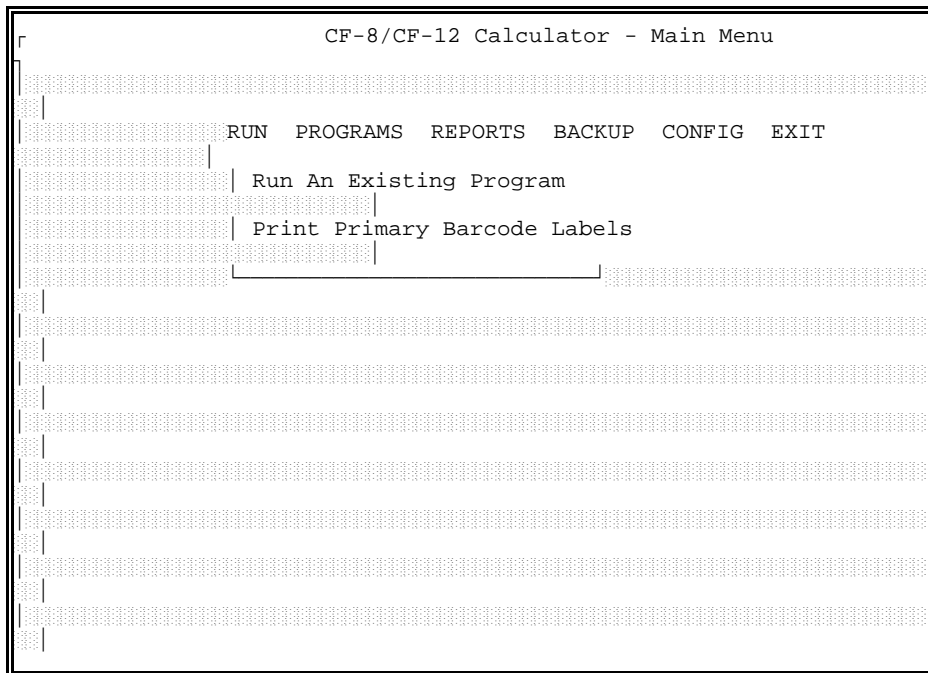 CF-8/CF-12 Calculator - Main Menu
RUN PROGRAMS REPORTS BACKUP CONFIG EXIT
Run An Existing Program
Print Primary Barcode Labels